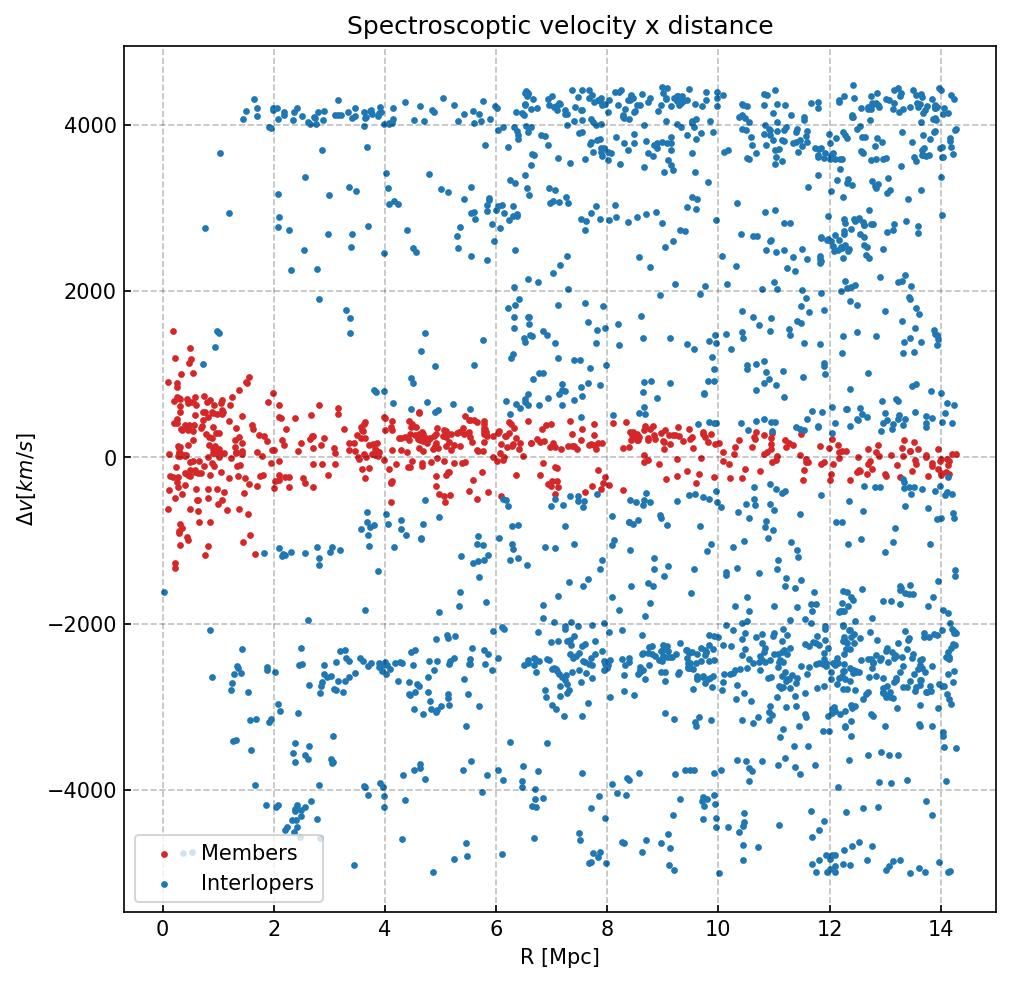 Spectroscoptic velocity x distance
4000
2000
0
−2000
−4000
Δv[km/s]
Members
Interlopers
0 2 4 6 8 10 12 14
R [Mpc]